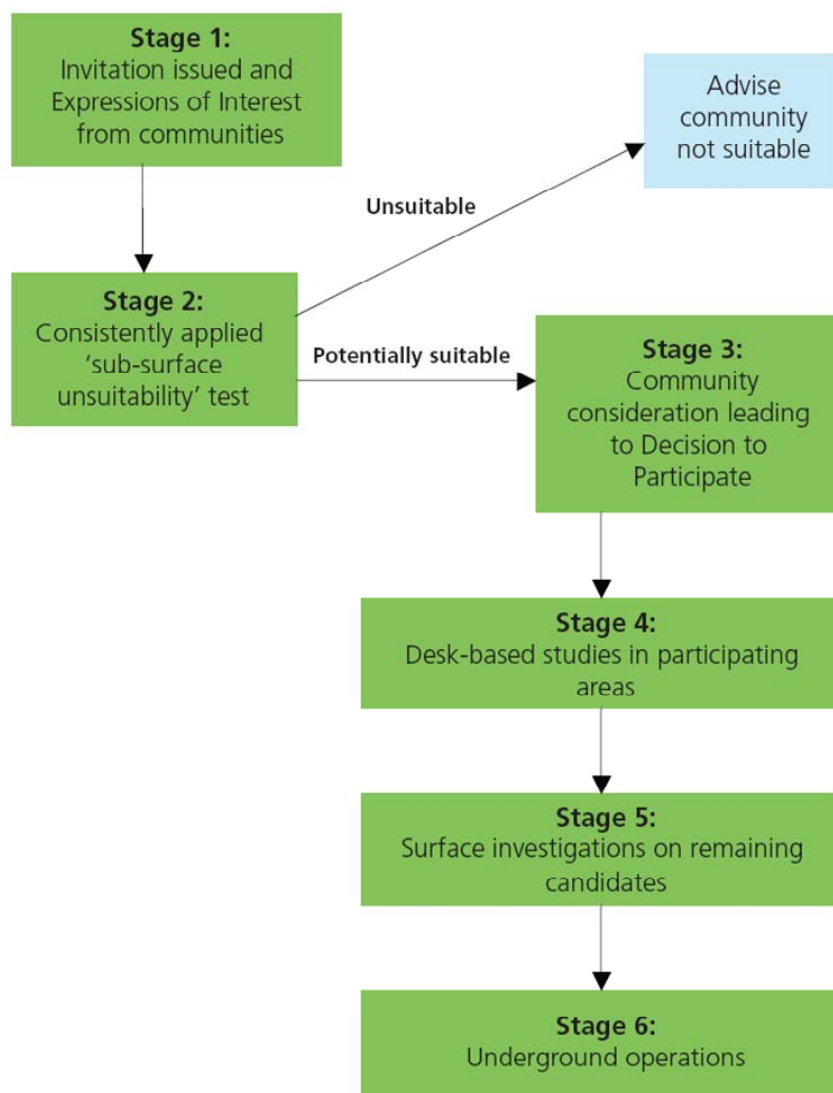 Stage 1:
Invitation issued and
Expressions of Interest
from communities
Advise
community
not suitable
Unsuitable
Stage 2:
Consistently applied
‘sub-surface
unsuitability’ test
Potentially suitable
Stage 3:
Community
consideration leading
to Decision to
Participate
Stage 4:
Desk-based studies in participating
areas
Stage 5:
Surface investigations on remaining
candidates
Stage 6:
Underground operations